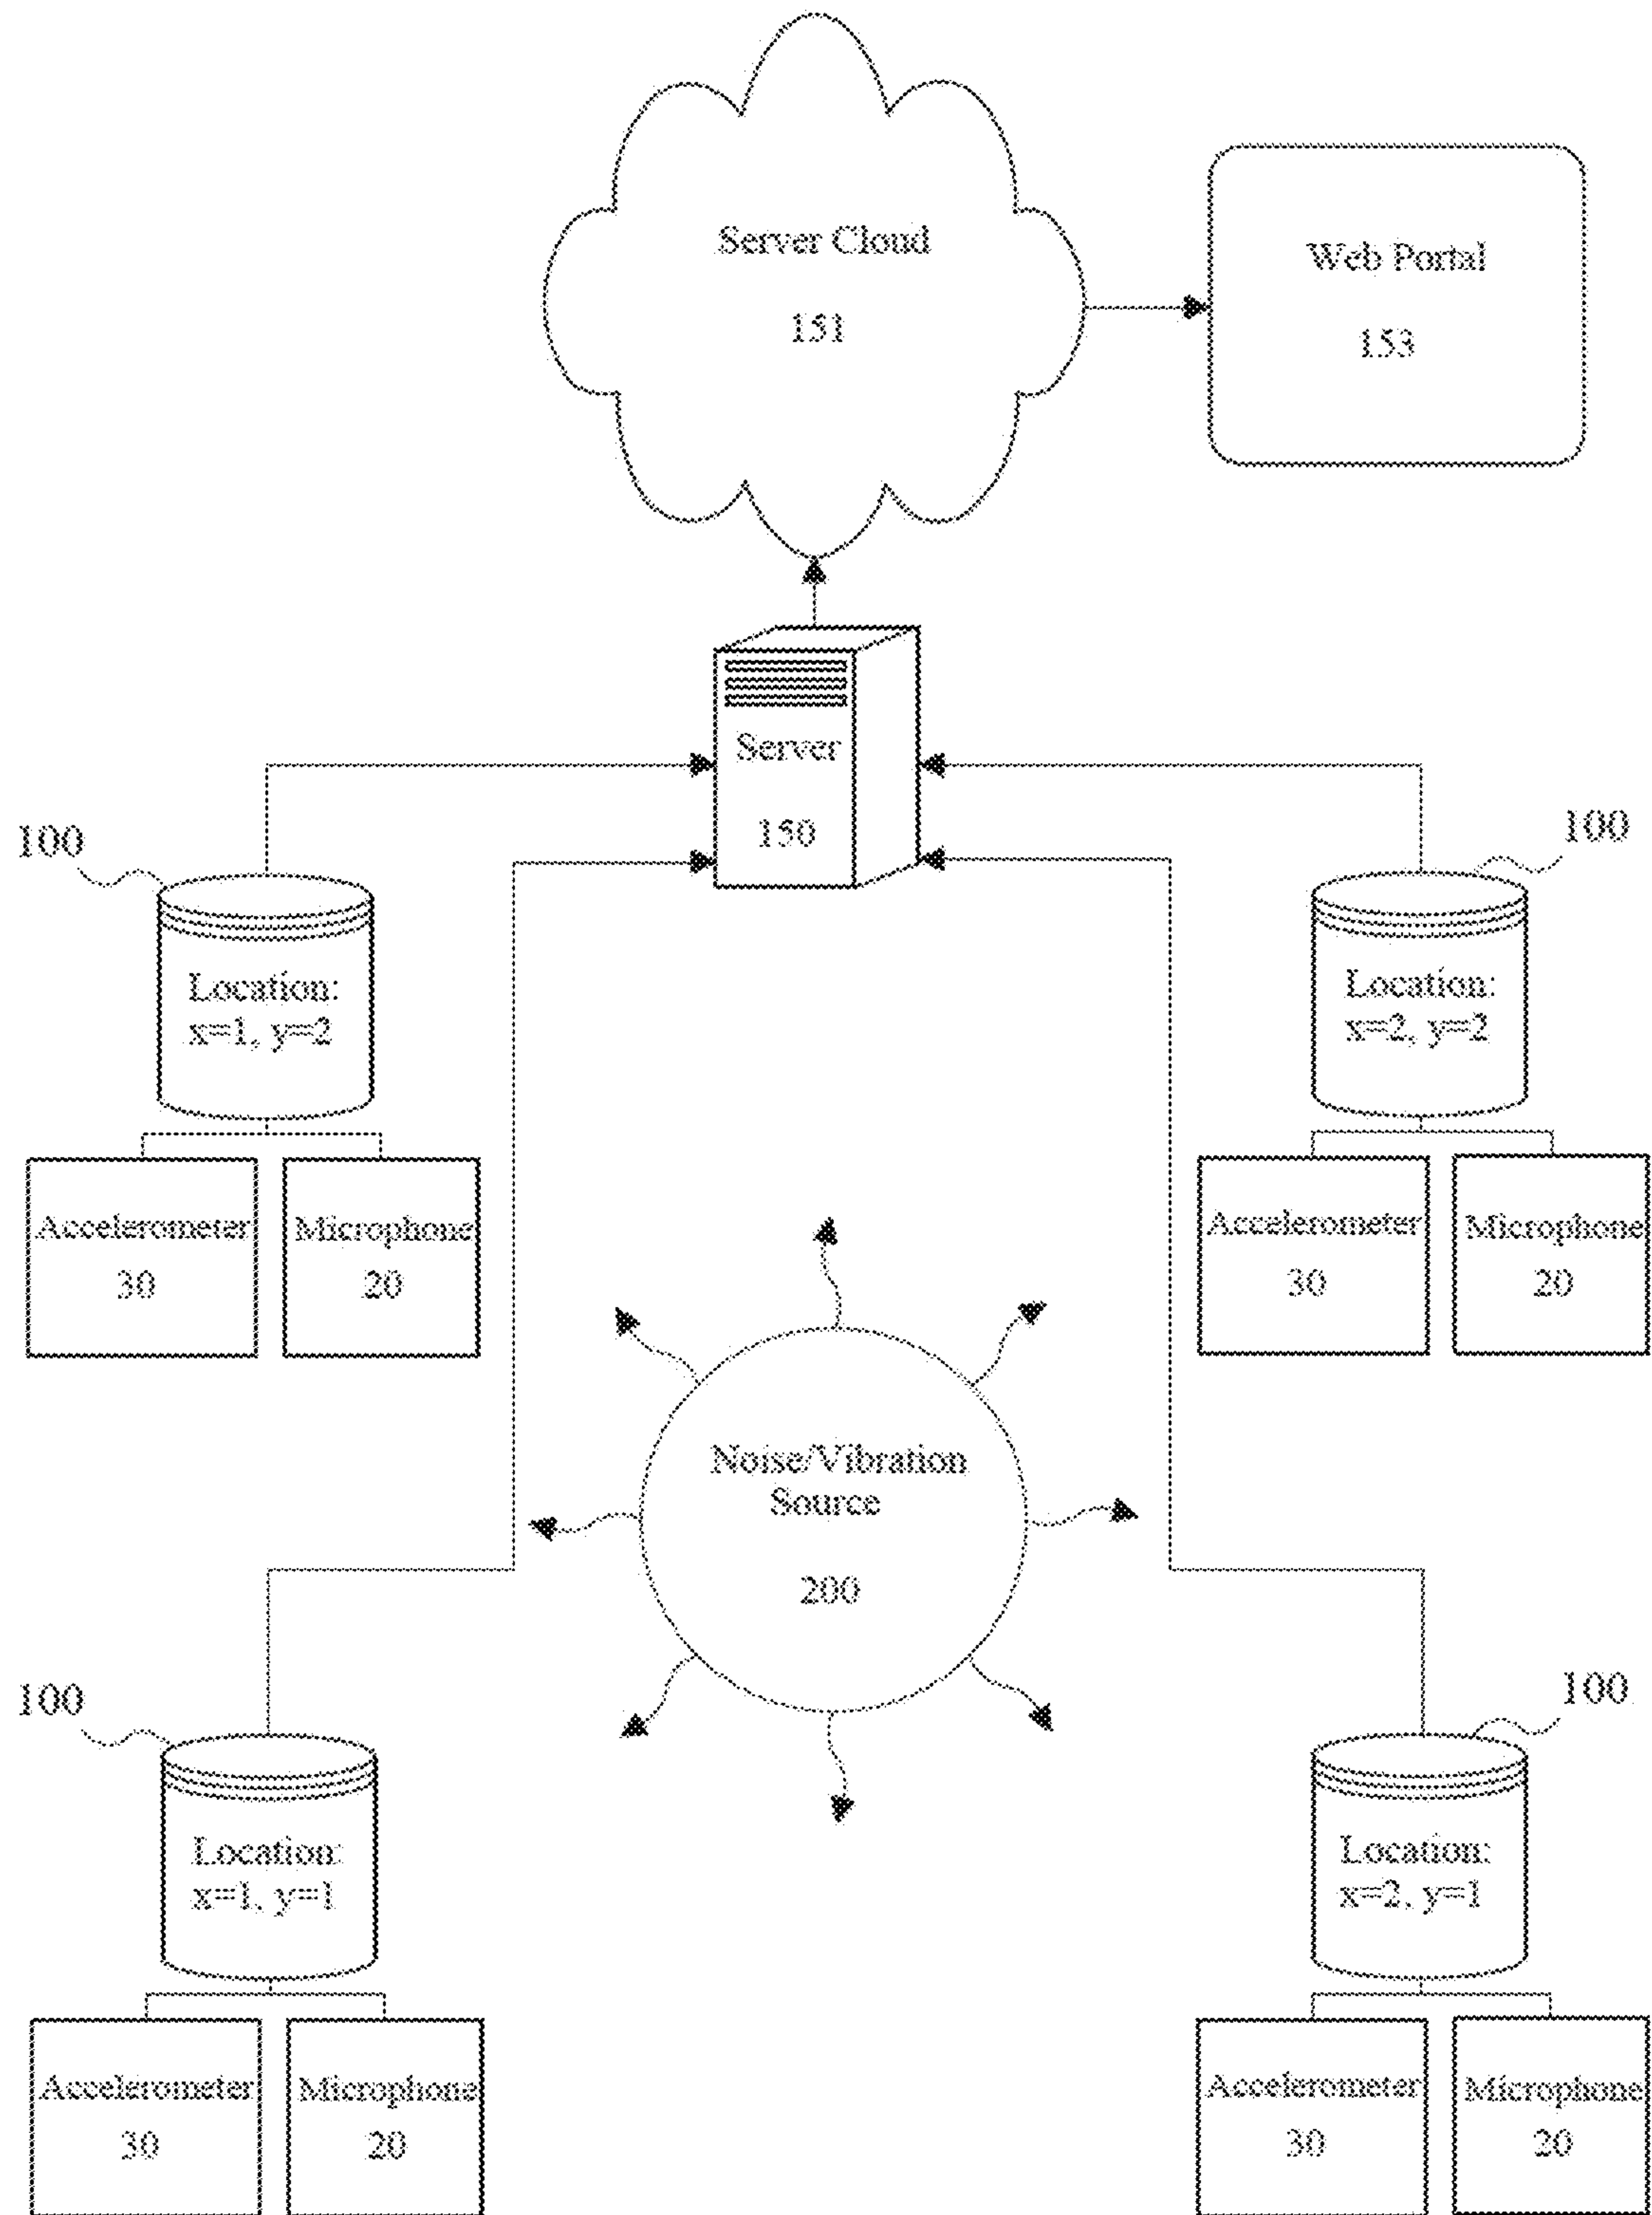 Server Cloud
151
Web Portal
153
Server
150
100
Location:
x=1, y=2
Accelerometer
30
Microphone
20
100
Location:
x=2, y=2
Accelerometer
30
Microphone
20
Noise/Vibration
Source
200
100
Location:
x=1, y=1
Accelerometer
30
Microphone
20
100
Location:
x=2, y=1
Accelerometer
30
Microphone
20